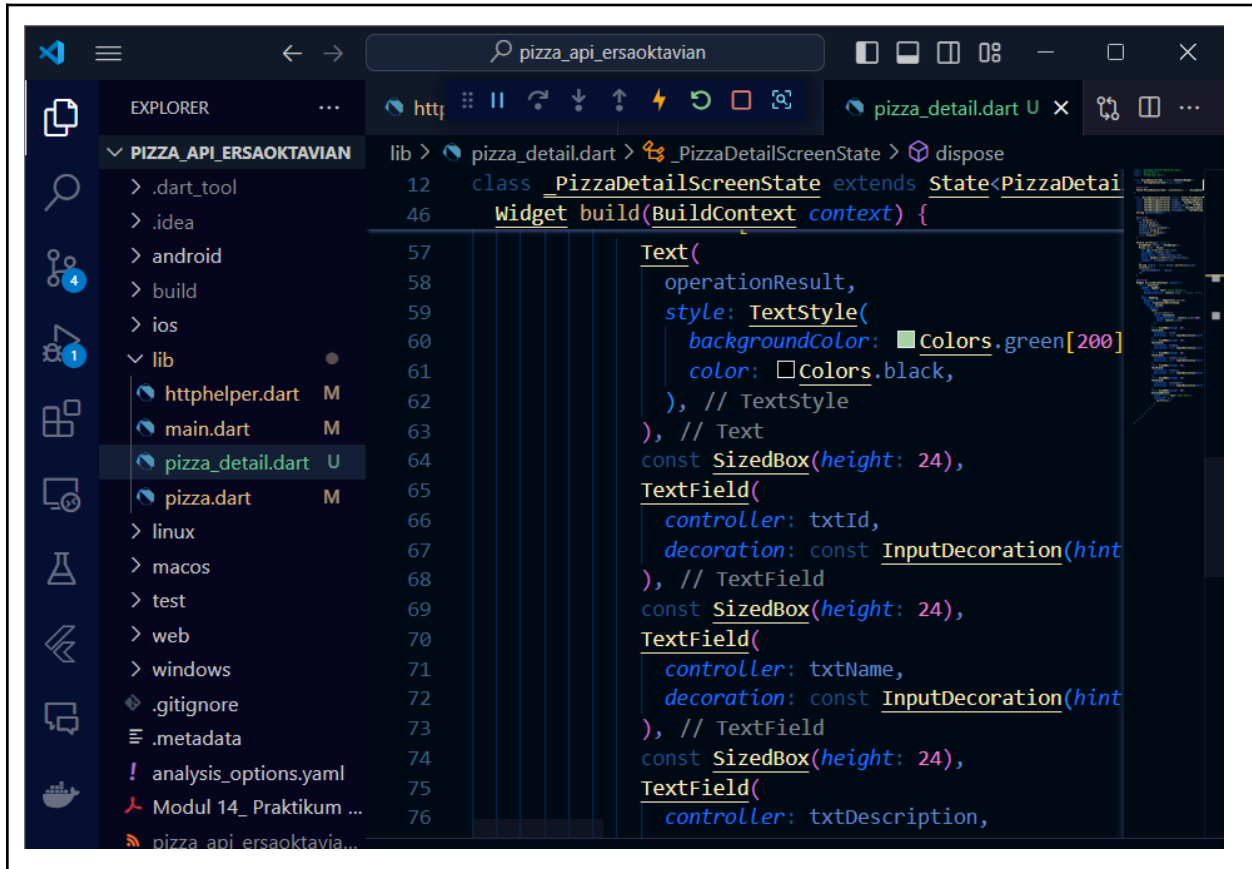 pizza_api_ersaoktavian
EXPLORER
PIZZA_API_ERSAOKTAVIAN
.dart_tool
.idea
android
build
ios
lib
httphelper.dart M
main.dart M
pizza_detail.dart U
pizza.dart M
linux
macos
test
web
windows
.gitignore
.metadata
analysis_options.yaml
Modul 14_ Praktikum ...
pizza_api_ersaoktavia...
4
1
http
pizza_detail.dart U
lib > pizza_detail.dart > _PizzaDetailScreenState > dispose
12 class _PizzaDetailScreenState extends State<PizzaDetai
46 Widget build(BuildContext context) {
57 Text(
58 operationResult,
59 style: TextStyle(
60 backgroundColor: Colors.green[200]
61 color: Colors.black,
62 ), // TextStyle
63 ), // Text
64 const SizedBox(height: 24),
65 TextField(
66 controller: txtId,
67 decoration: const InputDecoration(hint
68 ), // TextField
69 const SizedBox(height: 24),
70 TextField(
71 controller: txtName,
72 decoration: const InputDecoration(hint
73 ), // TextField
74 const SizedBox(height: 24),
75 TextField(
76 controller: txtDescription,